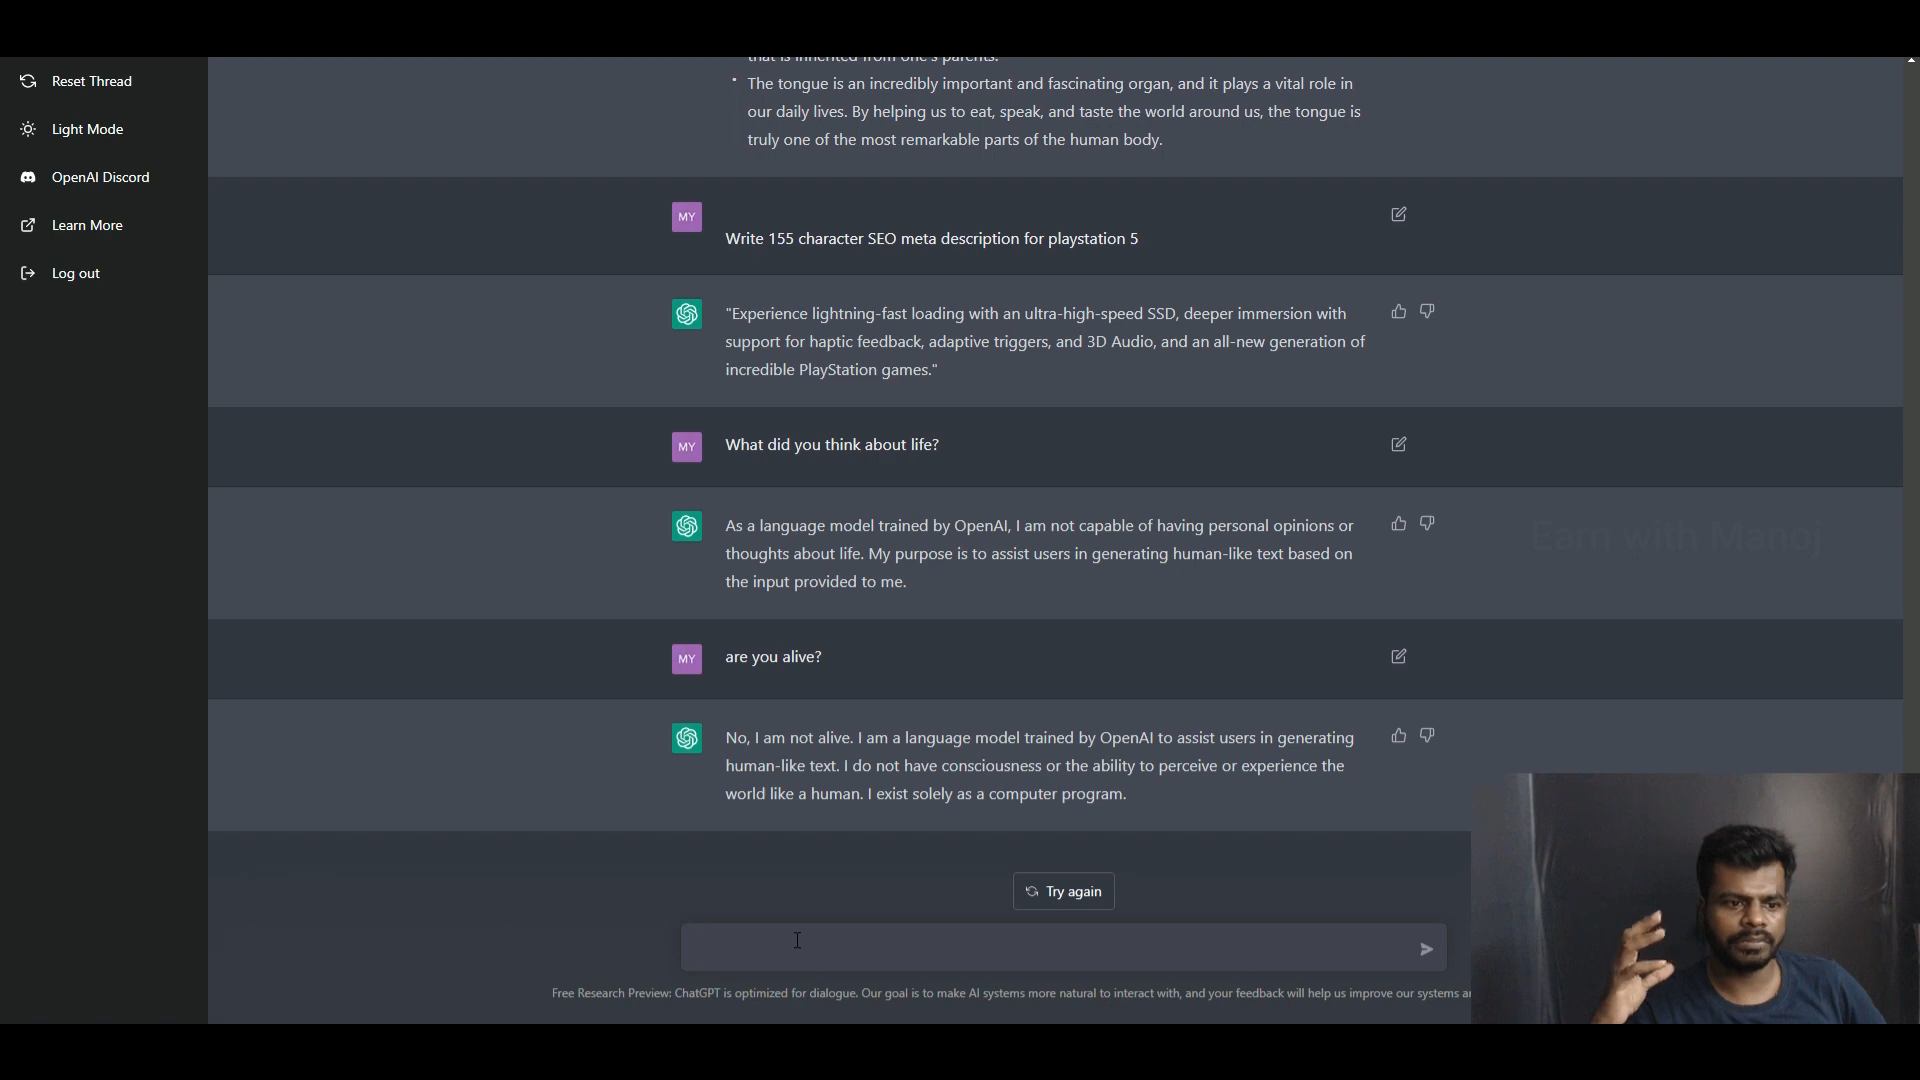 Reset Thread
Light Mode
OpenAI Discord
Learn More
Log out
that is inherited from one's parents.
• The tongue is an incredibly important and fascinating organ, and it plays a vital role in
our daily lives. By helping us to eat, speak, and taste the world around us, the tongue is
truly one of the most remarkable parts of the human body.
MY
Write 155 character SEO meta description for playstation 5
"Experience lightning-fast loading with an ultra-high-speed SSD, deeper immersion with
support for haptic feedback, adaptive triggers, and 3D Audio, and an all-new generation of
incredible PlayStation games."
MY What did you think about life?
As a language model trained by OpenAI, I am not capable of having personal opinions or
thoughts about life. My purpose is to assist users in generating human-like text based on
the input provided to me.
Earn with Manoj
MY are you alive?
No, I am not alive. I am a language model trained by OpenAI to assist users in generating
human-like text. I do not have consciousness or the ability to perceive or experience the
world like a human. I exist solely as a computer program.
Try again
Free Research Preview: ChatGPT is optimized for dialogue. Our goal is to make AI systems more natural to interact with, and your feedback will help us improve our systems